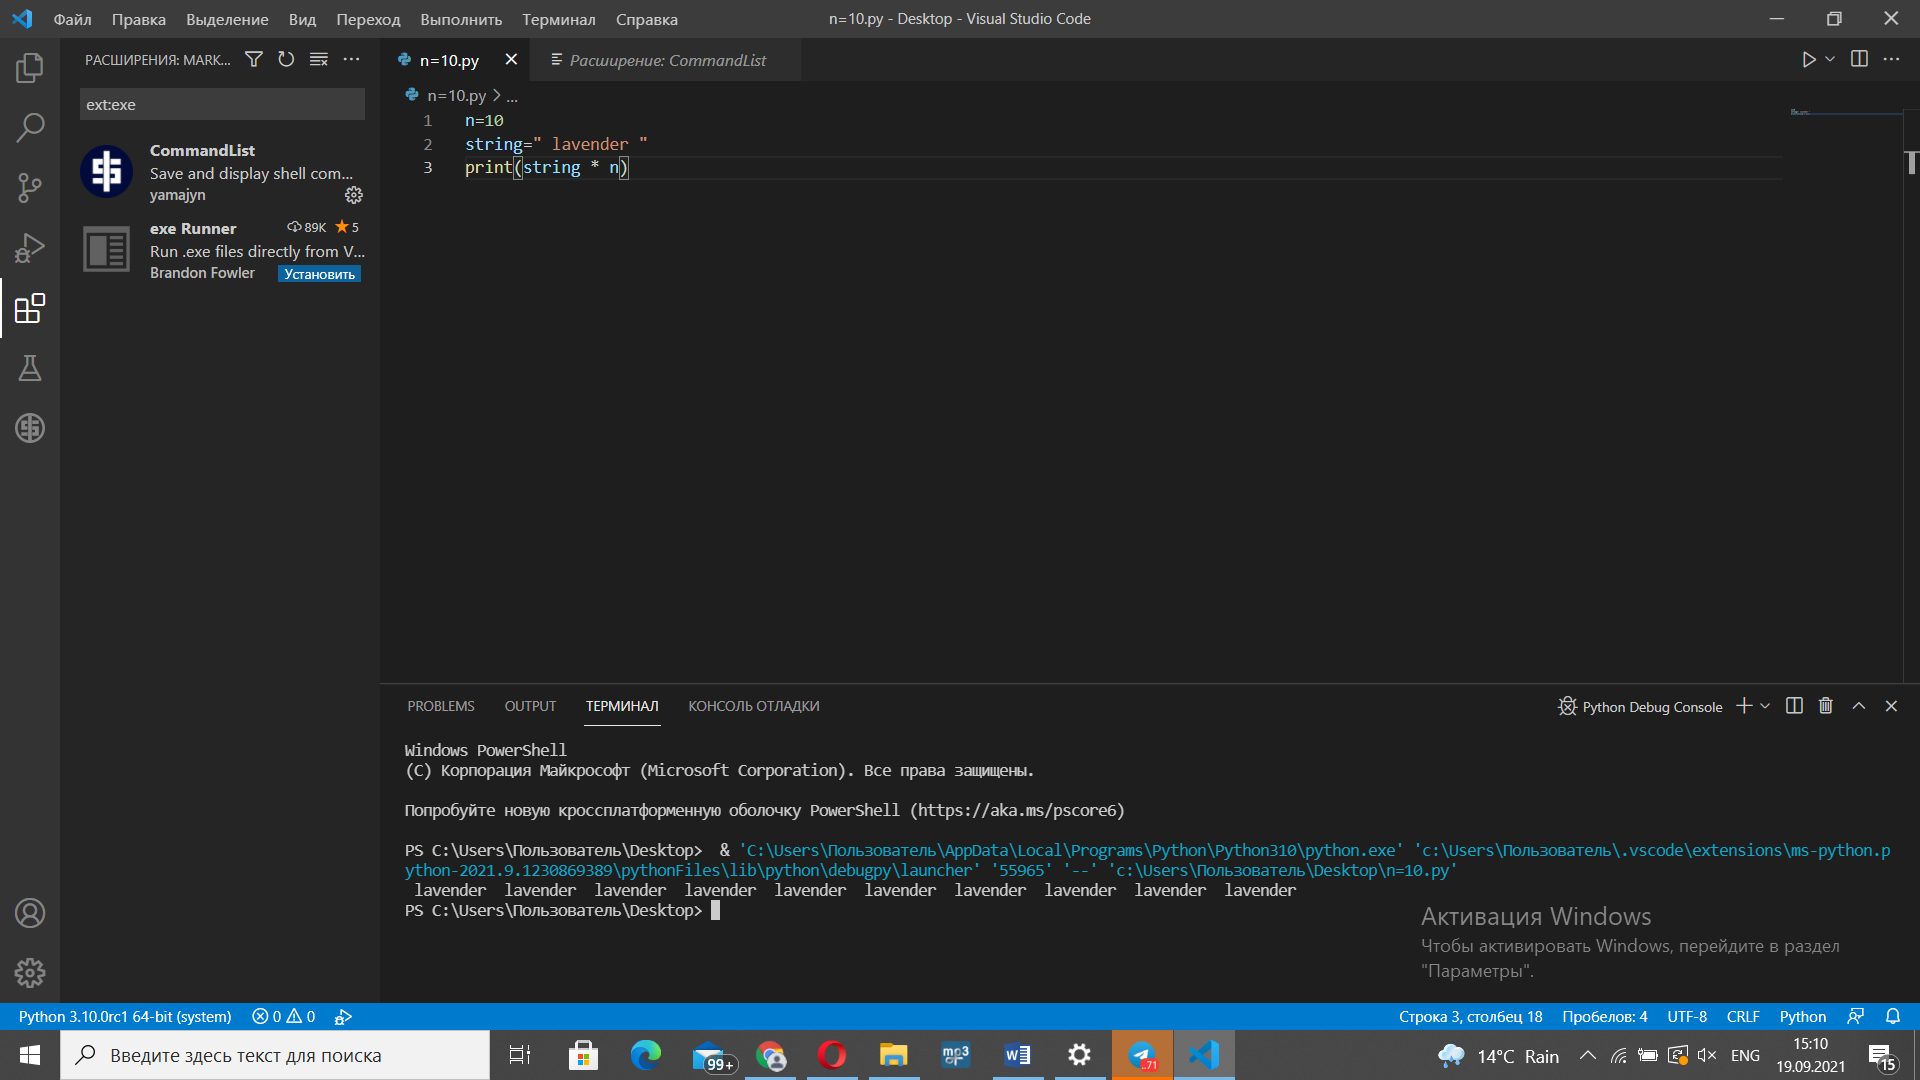 Файл Правка Выделение Вид Переход Выполнить Терминал Справка
n=10.py - Desktop - Visual Studio Code
РАСШИРЕНИЯ: MARK...
ext:exe
CommandList
Save and display shell com...
yamajyn
exe Runner 89K 5
Run .exe files directly from V...
Brandon Fowler Установить
n=10.py Расширение: CommandList
n=10.py > ...
1 n=10
2 string=" lavender "
3 print(string * n)
PROBLEMS OUTPUT ТЕРМИНАЛ КОНСОЛЬ ОТЛАДКИ
Python Debug Console
Windows PowerShell
(C) Корпорация Майкрософт (Microsoft Corporation). Все права защищены.
Попробуйте новую кроссплатформенную оболочку PowerShell (https://aka.ms/pscore6)
PS C:\Users\Пользователь\Desktop>  & 'C:\Users\Пользователь\AppData\Local\Programs\Python\Python310\python.exe' 'c:\Users\Пользователь\.vscode\extensions\ms-python.p
ython-2021.9.1230869389\pythonFiles\lib\python\debugpy\launcher' '55965' '--' 'c:\Users\Пользователь\Desktop\n=10.py'
lavender  lavender  lavender  lavender  lavender  lavender  lavender  lavender  lavender  lavender
PS C:\Users\Пользователь\Desktop>
Активация Windows
Чтобы активировать Windows, перейдите в раздел
"Параметры".
Python 3.10.0rc1 64-bit (system) 0 0
Строка 3, столбец 18 Пробелов: 4 UTF-8 CRLF Python
Введите здесь текст для поиска
99+
mp3
W
..71
14°C Rain
ENG
15:10
19.09.2021
15